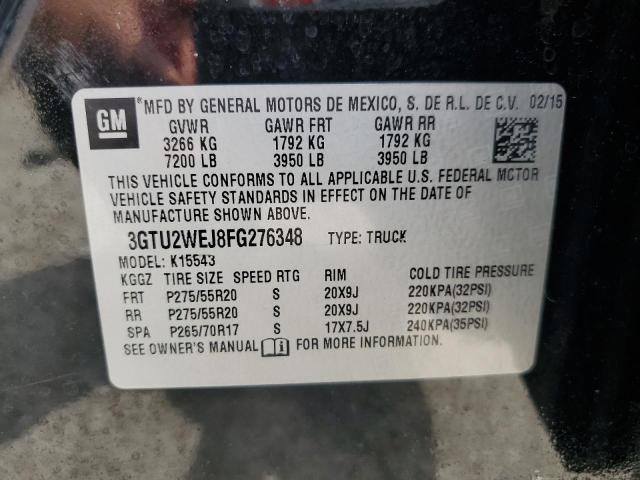 GM
®MFD BY GENERAL MOTORS DE MEXICO, S. DE R.L. DE C.V. 02/15
GVWR GAWR FRT GAWR RR
3266 KG 1792 KG 1792 KG
7200 LB 3950 LB 3950 LB
THIS VEHICLE CONFORMS TO ALL APPLICABLE U.S. FEDERAL MOTOR
VEHICLE SAFETY STANDARDS IN EFFECT ON THE DATE OF
MANUFACTURE SHOWN ABOVE.
3GTU2WEJ8FG276348 TYPE: TRUCK
MODEL: K15543
KGGZ TIRE SIZE SPEED RTG RIM COLD TIRE PRESSURE
FRT P275/55R20 S 20X9J 220KPA(32PSI)
RR P275/55R20 S 20X9J 220KPA(32PSI)
SPA P265/70R17 S 17X7.5J 240KPA(35PSI)
SEE OWNER'S MANUAL i FOR MORE INFORMATION.